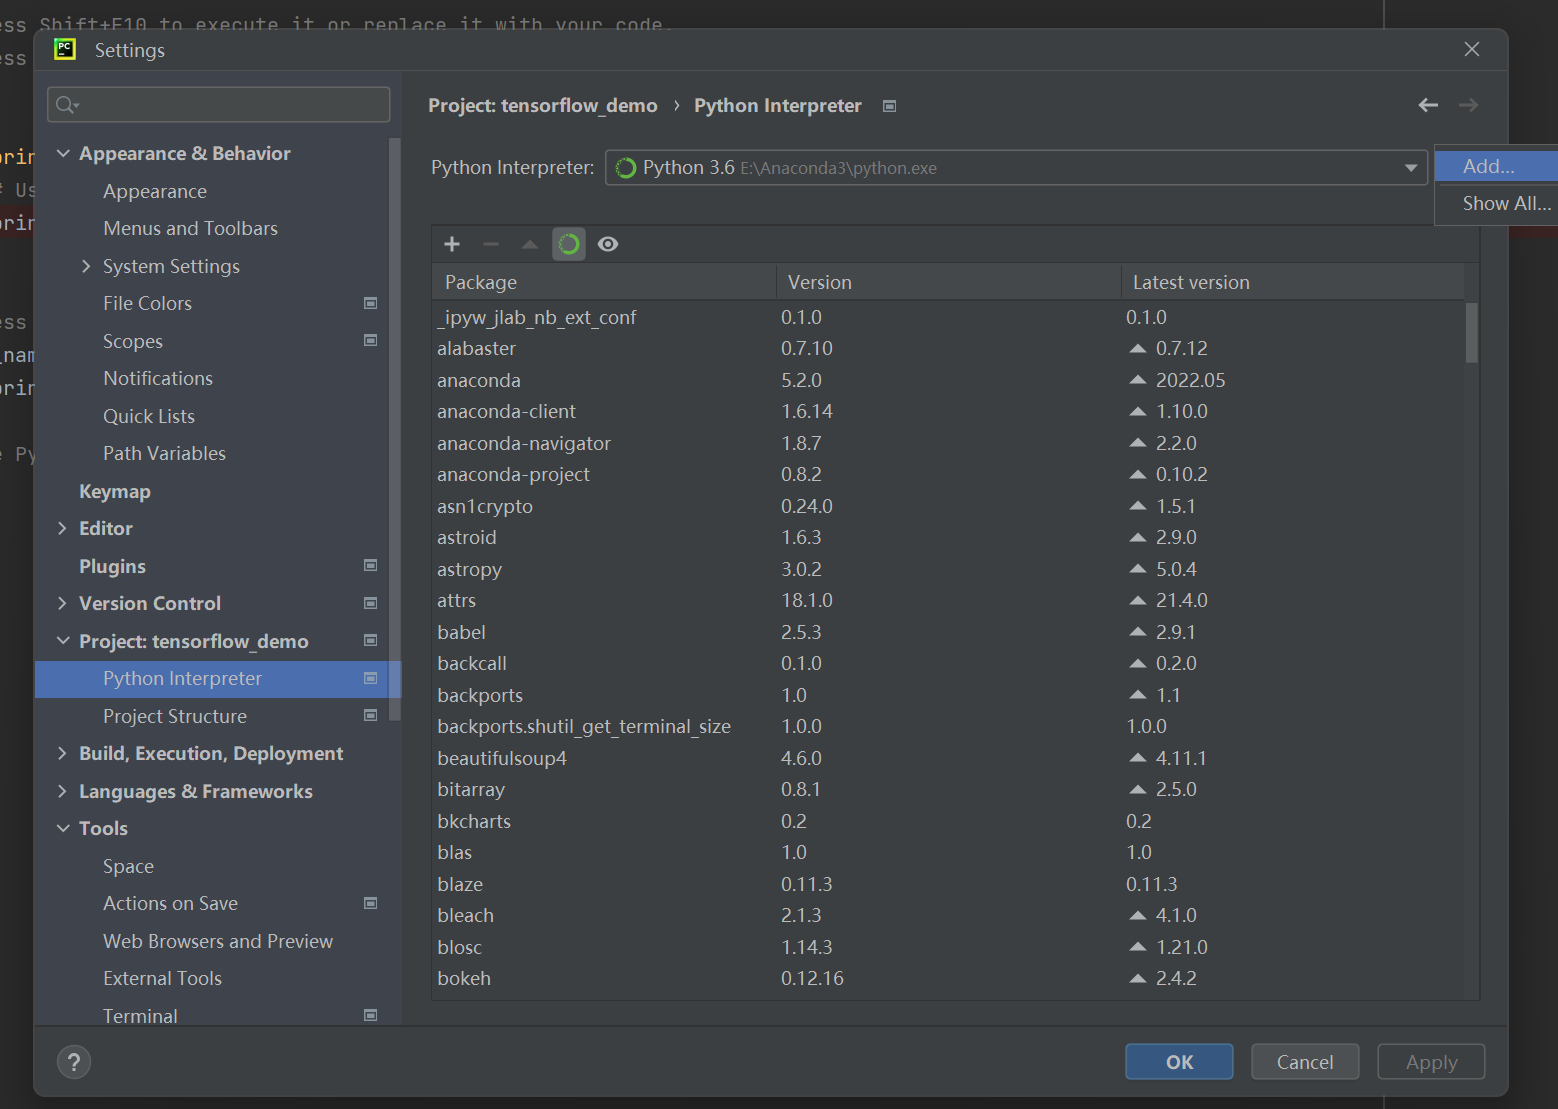 ess Shift+F10 to execute it or replace it with your code.
Settings
ess
Project: tensorflow_demo › Python Interpreter
Python Interpreter: Python 3.6 E:\Anaconda3\python.exe
Add...
Show All...
Appearance & Behavior
Appearance
Menus and Toolbars
System Settings
File Colors
Scopes
Notifications
Quick Lists
Path Variables
Keymap
Editor
Plugins
Version Control
Project: tensorflow_demo
Python Interpreter
Project Structure
Build, Execution, Deployment
Languages & Frameworks
Tools
Space
Actions on Save
Web Browsers and Preview
External Tools
Terminal
Package Version Latest version
_ipyw_jlab_nb_ext_conf 0.1.0 0.1.0
alabaster 0.7.10 0.7.12
anaconda 5.2.0 2022.05
anaconda-client 1.6.14 1.10.0
anaconda-navigator 1.8.7 2.2.0
anaconda-project 0.8.2 0.10.2
asn1crypto 0.24.0 1.5.1
astroid 1.6.3 2.9.0
astropy 3.0.2 5.0.4
attrs 18.1.0 21.4.0
babel 2.5.3 2.9.1
backcall 0.1.0 0.2.0
backports 1.0 1.1
backports.shutil_get_terminal_size 1.0.0 1.0.0
beautifulsoup4 4.6.0 4.11.1
bitarray 0.8.1 2.5.0
bkcharts 0.2 0.2
blas 1.0 1.0
blaze 0.11.3 0.11.3
bleach 2.1.3 4.1.0
blosc 1.14.3 1.21.0
bokeh 0.12.16 2.4.2
rin
# Us
rin
ess
_nam
rin
e Py
?
OK
Cancel
Apply